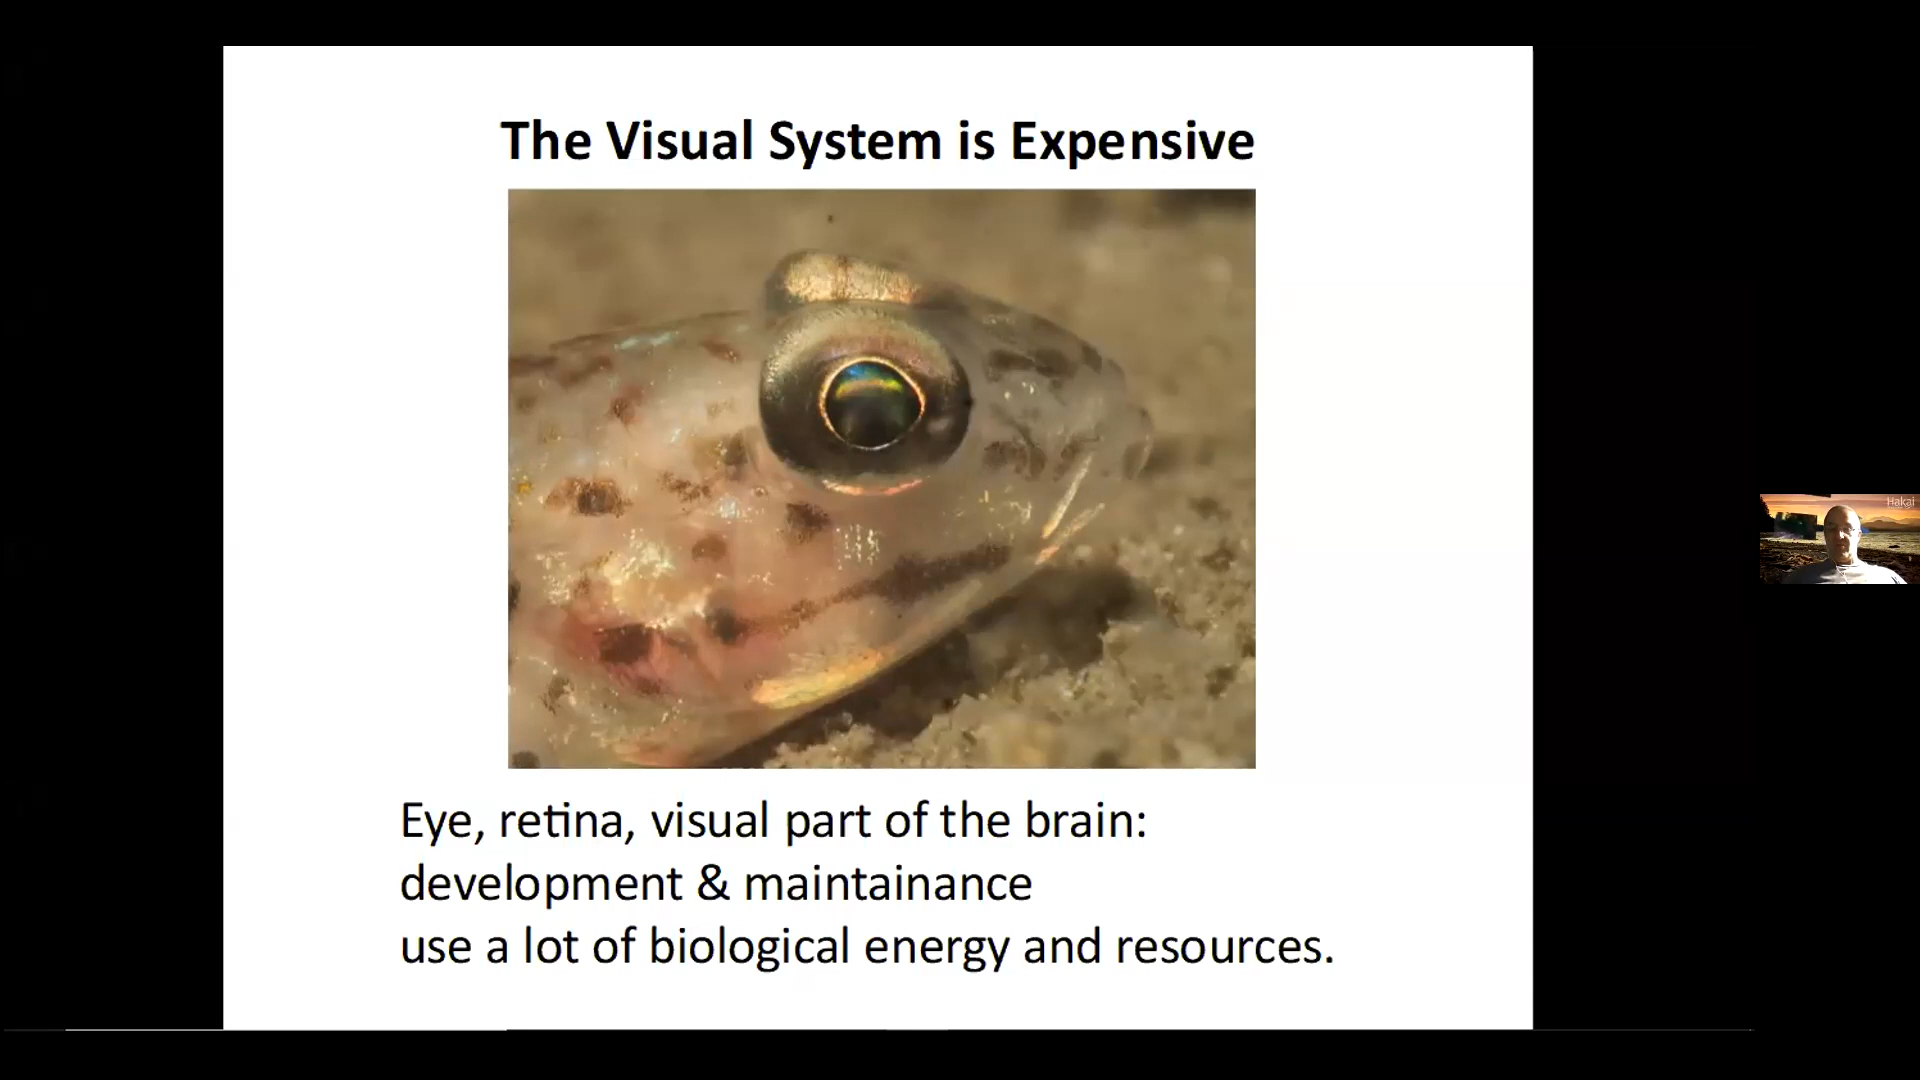 The Visual System is Expensive
Eye, retina, visual part of the brain:
development & maintainance
use a lot of biological energy and resources.
Hakai